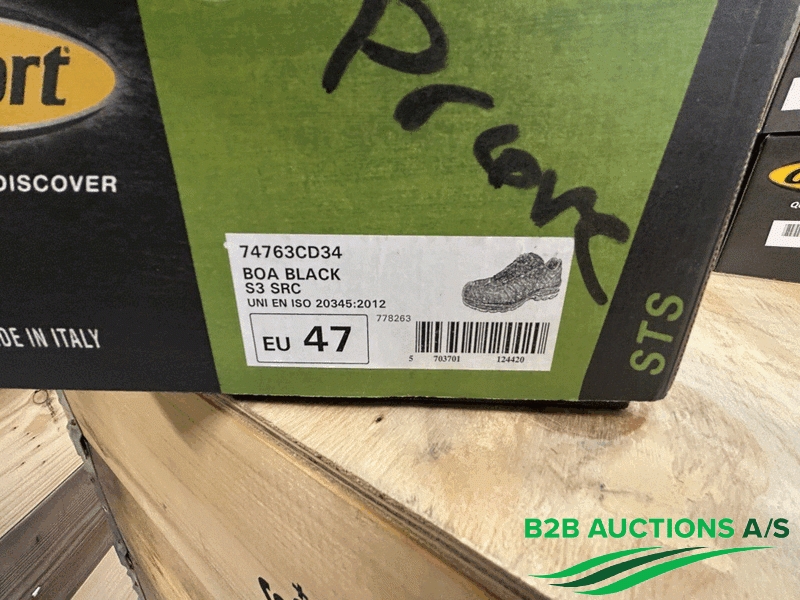 ort
DISCOVER
DE IN ITALY
74763CD34
BOA BLACK
S3 SRC
UNI EN ISO 20345:2012
778263
EU 47
5 703701 124420
STS
B2B AUCTIONS A/S